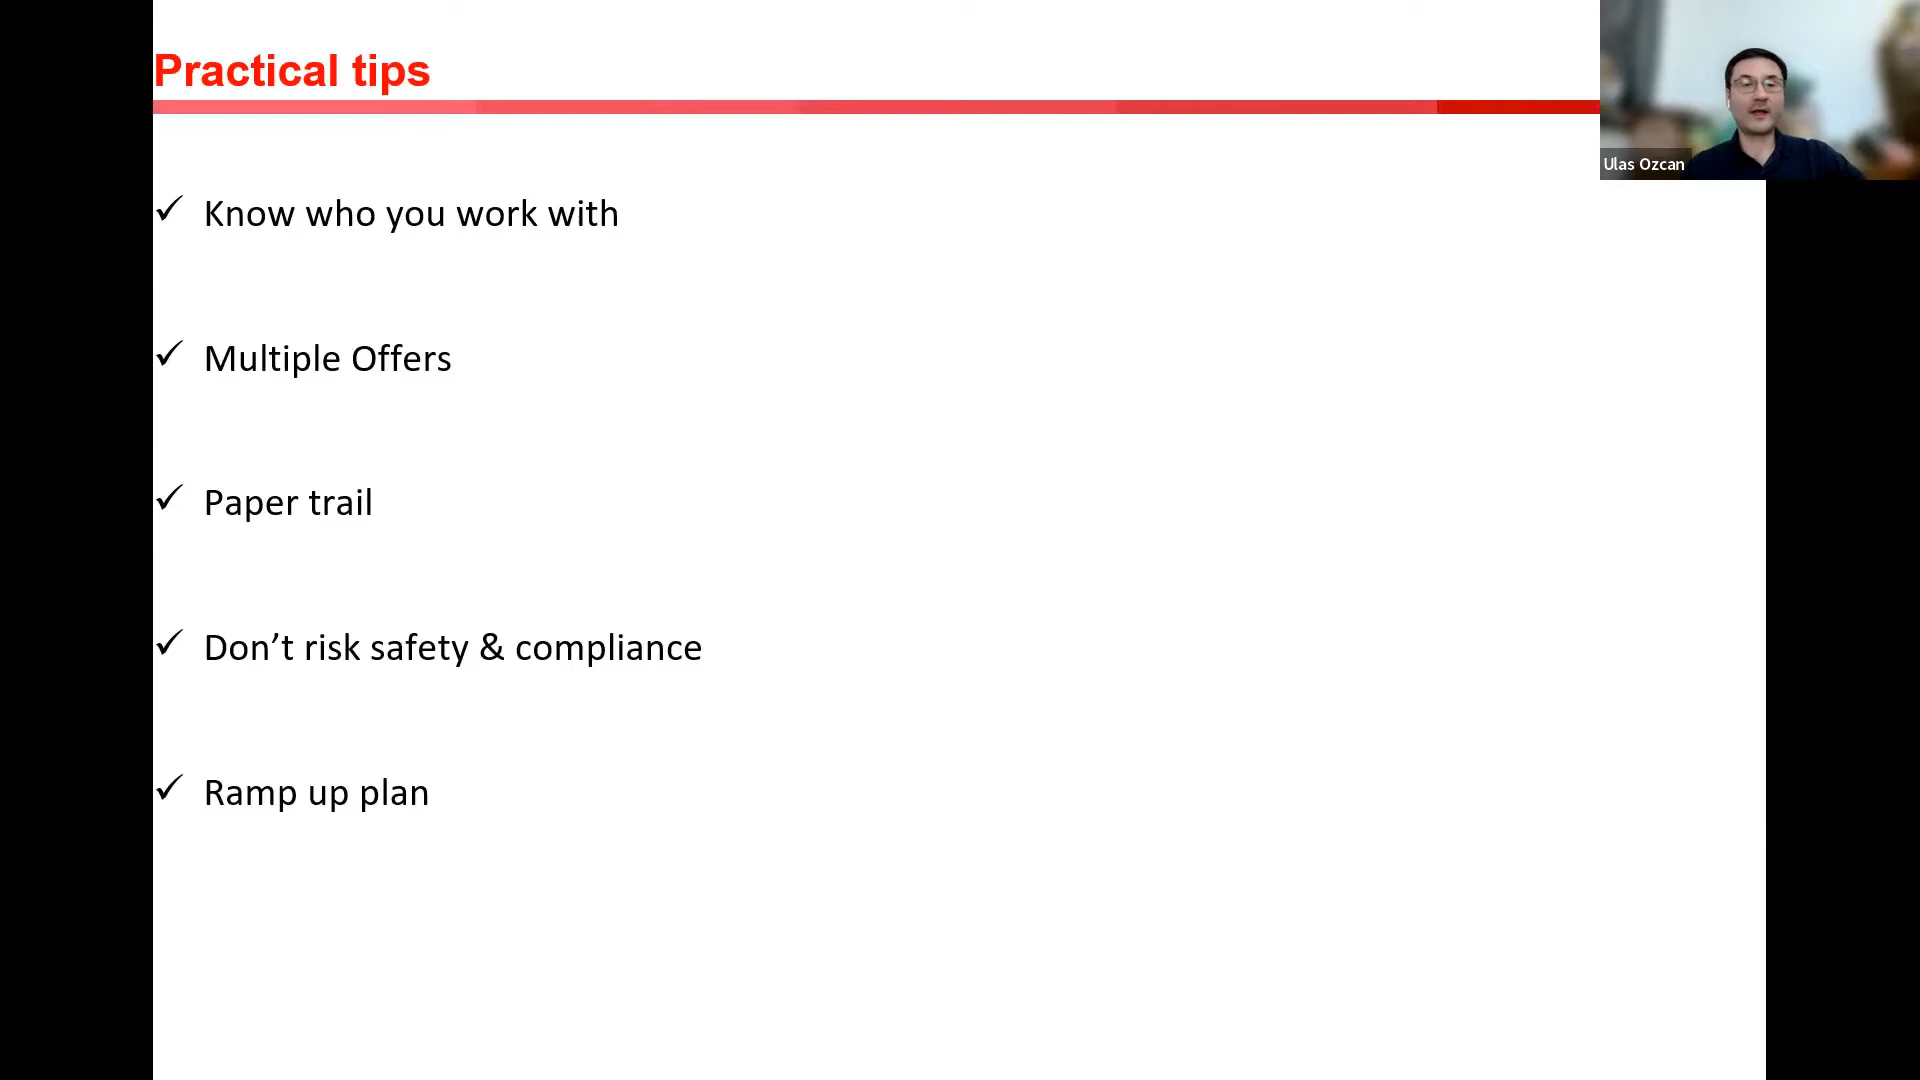 Practical tips
Ulas Ozcan
✓ Know who you work with
✓ Multiple Offers
✓ Paper trail
✓ Don’t risk safety & compliance
✓ Ramp up plan